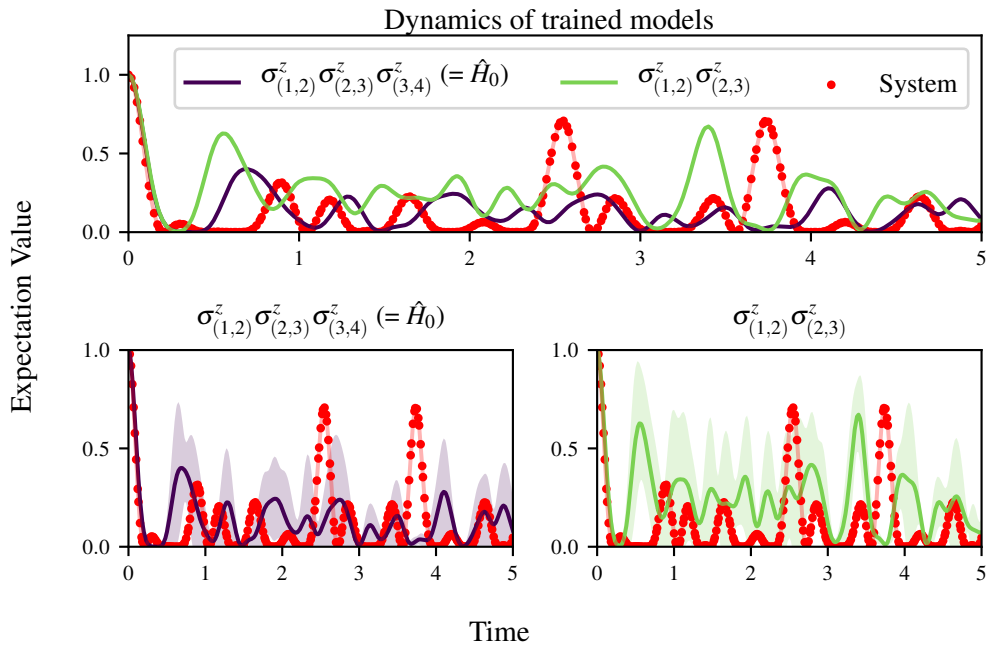 Dynamics of trained models
σ^z_(1,2) σ^z_(2,3) σ^z_(3,4) (= Ĥ_0) σ^z_(1,2) σ^z_(2,3) System
1.0
0.5
0.0
0 1 2 3 4 5
Expectation Value
σ^z_(1,2) σ^z_(2,3) σ^z_(3,4) (= Ĥ_0) σ^z_(1,2) σ^z_(2,3)
1.0 1.0
0.5 0.5
0.0 0.0
0 1 2 3 4 5 0 1 2 3 4 5
Time